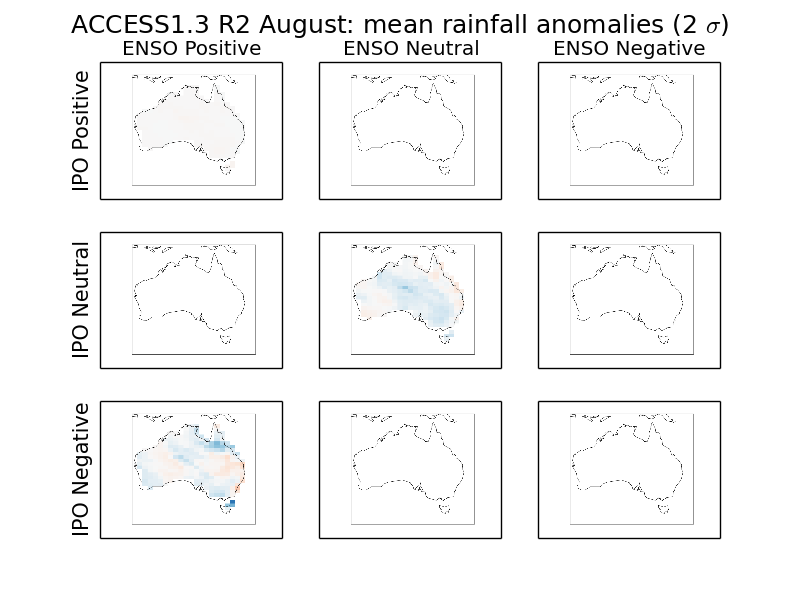 ACCESS1.3 R2 August: mean rainfall anomalies (2 σ)
ENSO Positive
ENSO Neutral
ENSO Negative
IPO Positive
IPO Neutral
IPO Negative